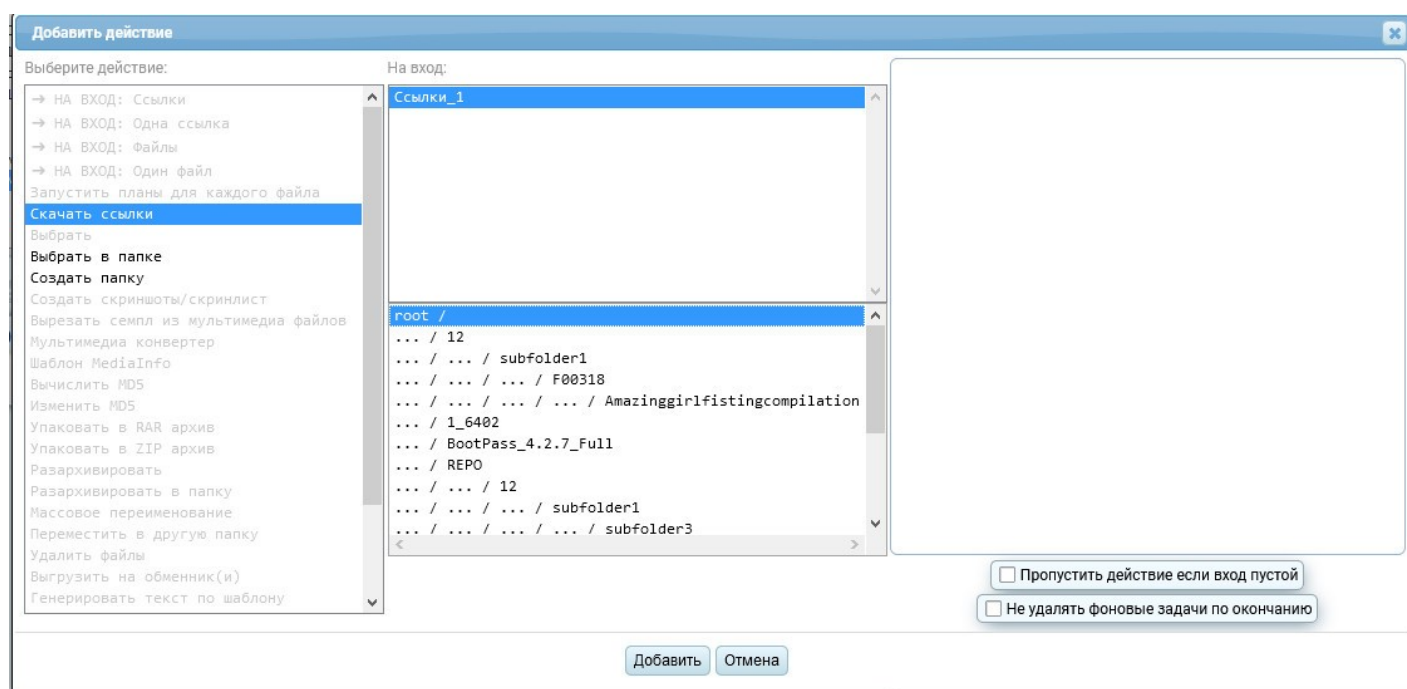 Добавить действие
Выберите действие:
На вход:
→ НА ВХОД: Ссылки
→ НА ВХОД: Одна ссылка
→ НА ВХОД: Файлы
→ НА ВХОД: Один файл
Запустить планы для каждого файла
Скачать ссылки
Выбрать
Выбрать в папке
Создать папку
Создать скриншоты/скринлист
Вырезать семпл из мультимедиа файлов
Мультимедиа конвертер
Шаблон MediaInfo
Вычислить MD5
Изменить MD5
Упаковать в RAR архив
Упаковать в ZIP архив
Разархивировать
Разархивировать в папку
Массовое переименование
Переместить в другую папку
Удалить файлы
Выгрузить на обменник(и)
Генерировать текст по шаблону
Ссылки_1
root /
... / 12
... / ... / subfolder1
... / ... / ... / F00318
... / ... / ... / ... / Amazinggirlfistingcompilation
... / 1_6402
... / BootPass_4.2.7_Full
... / REPO
... / ... / 12
... / ... / ... / subfolder1
... / ... / ... / ... / subfolder3
Пропустить действие если вход пустой
Не удалять фоновые задачи по окончанию
Добавить
Отмена